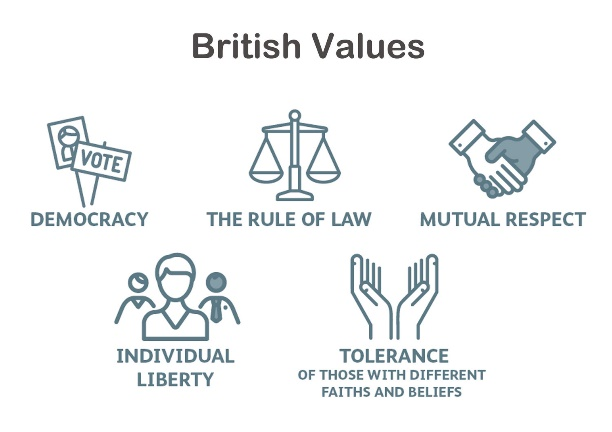 British Values
VOTE
DEMOCRACY
THE RULE OF LAW
MUTUAL RESPECT
INDIVIDUAL
LIBERTY
TOLERANCE
OF THOSE WITH DIFFERENT
FAITHS AND BELIEFS